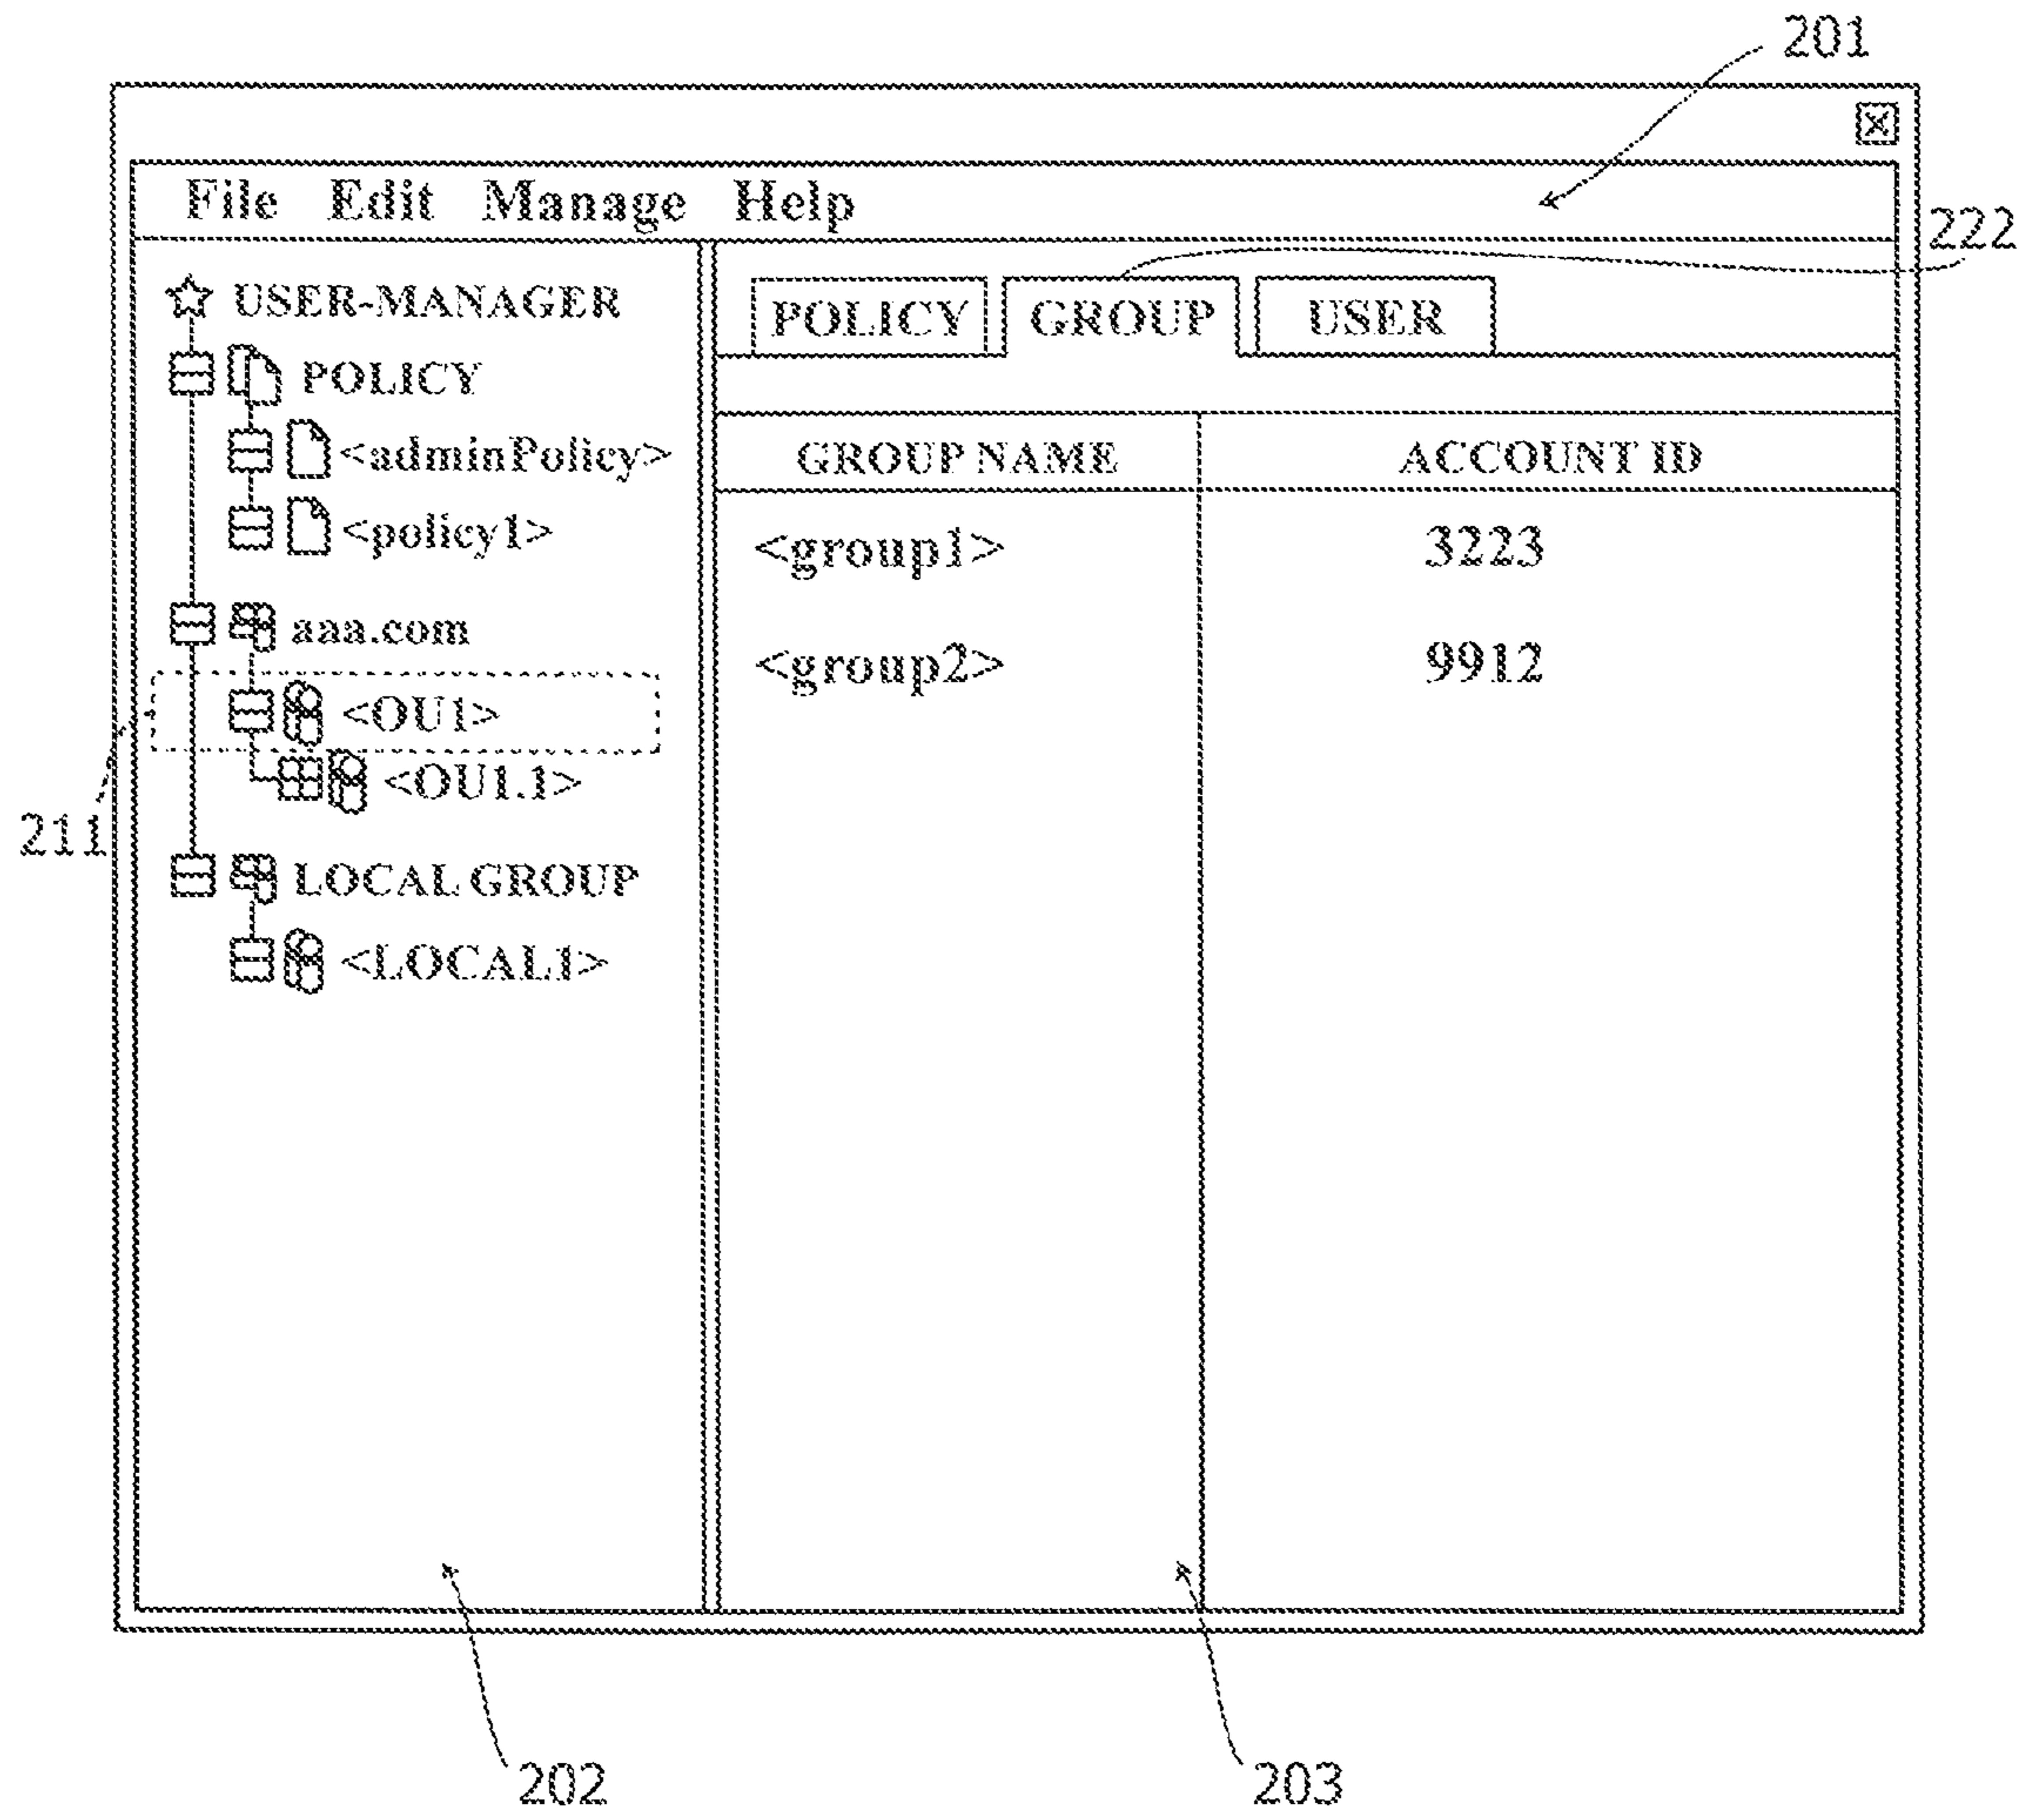 201
File Edit Manage Help
222
USER-MANAGER
POLICY
<adminPolicy>
<policy1>
aaa.com
<OU1>
<OU1.1>
211
LOCAL GROUP
<LOCAL1>
POLICY GROUP USER
GROUP NAME ACCOUNT ID
<group1> 3223
<group2> 9912
202
203